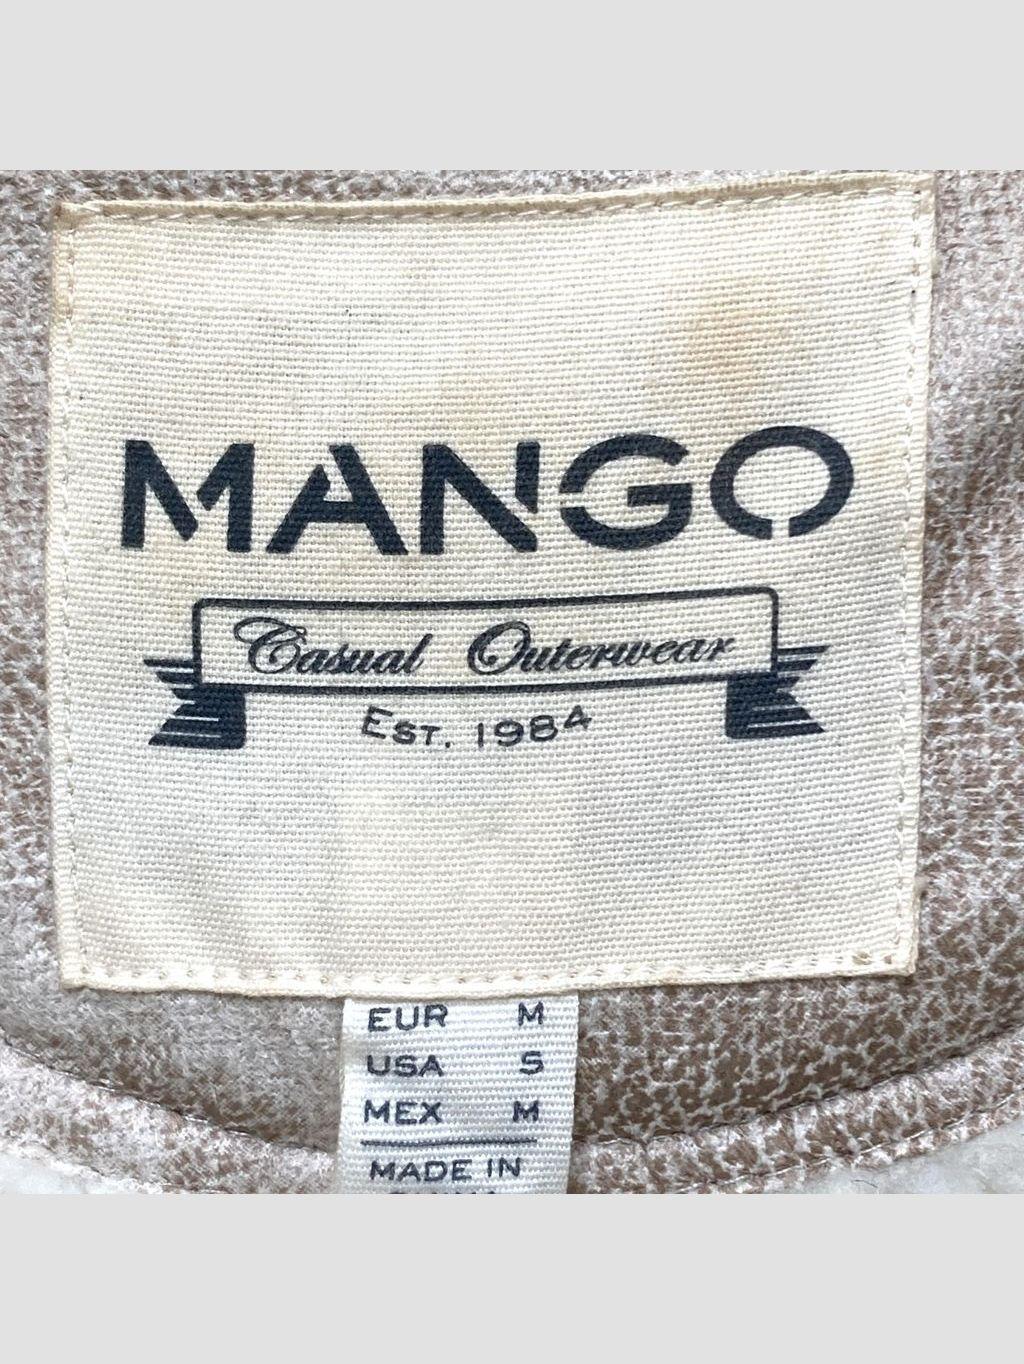 MANGO
Casual Outerwear
EST. 1984
EUR M
USA S
MEX M
MADE IN